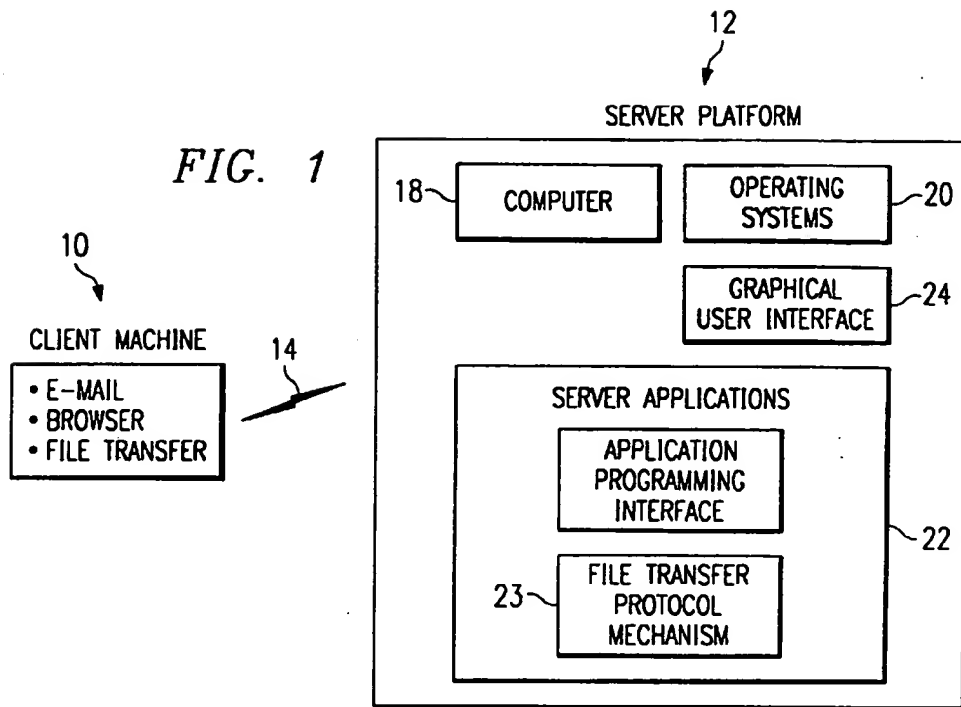 12
SERVER PLATFORM
FIG. 1
18
COMPUTER
OPERATING
SYSTEMS
20
10
GRAPHICAL
USER INTERFACE
24
CLIENT MACHINE
14
• E-MAIL
• BROWSER
• FILE TRANSFER
SERVER APPLICATIONS
APPLICATION
PROGRAMMING
INTERFACE
22
23
FILE TRANSFER
PROTOCOL
MECHANISM